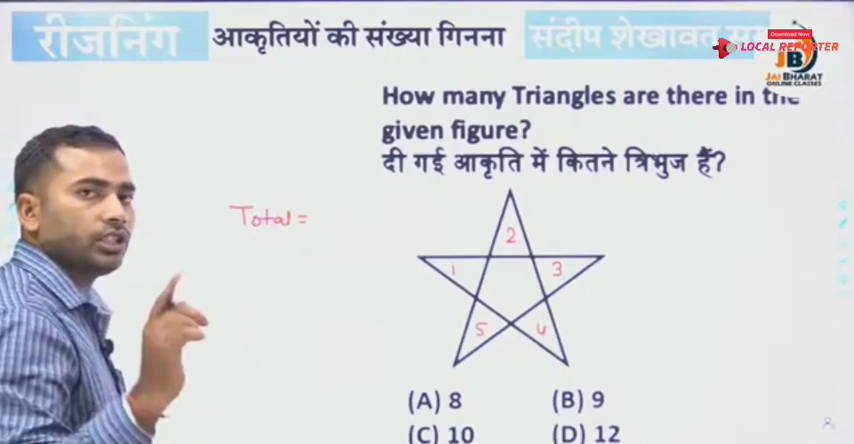 रीजनिंग
आकृतियों की संख्या गिनना
संदीप शेखावत
Download Now
LOCAL REPORTER
JB
JAI BHARAT
ONLINE CLASSES
How many Triangles are there in the
given figure?
दी गई आकृति में कितने त्रिभुज हैं?
Total =
2
1
3
5
4
(A) 8
(B) 9
(C) 10
(D) 12